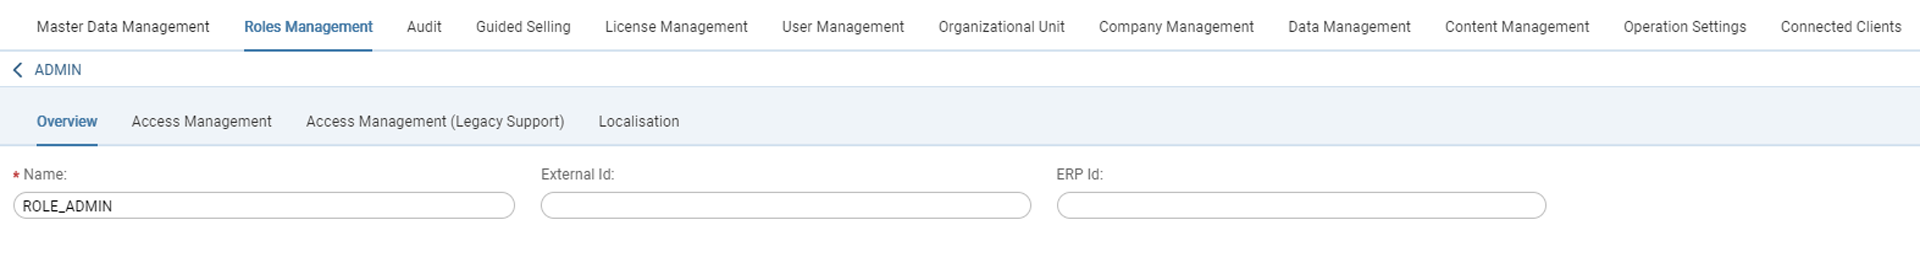 Master Data Management Roles Management Audit Guided Selling License Management User Management Organizational Unit Company Management Data Management Content Management Operation Settings Connected Clients
ADMIN
Overview Access Management Access Management (Legacy Support) Localisation
* Name: External Id: ERP Id:
ROLE_ADMIN